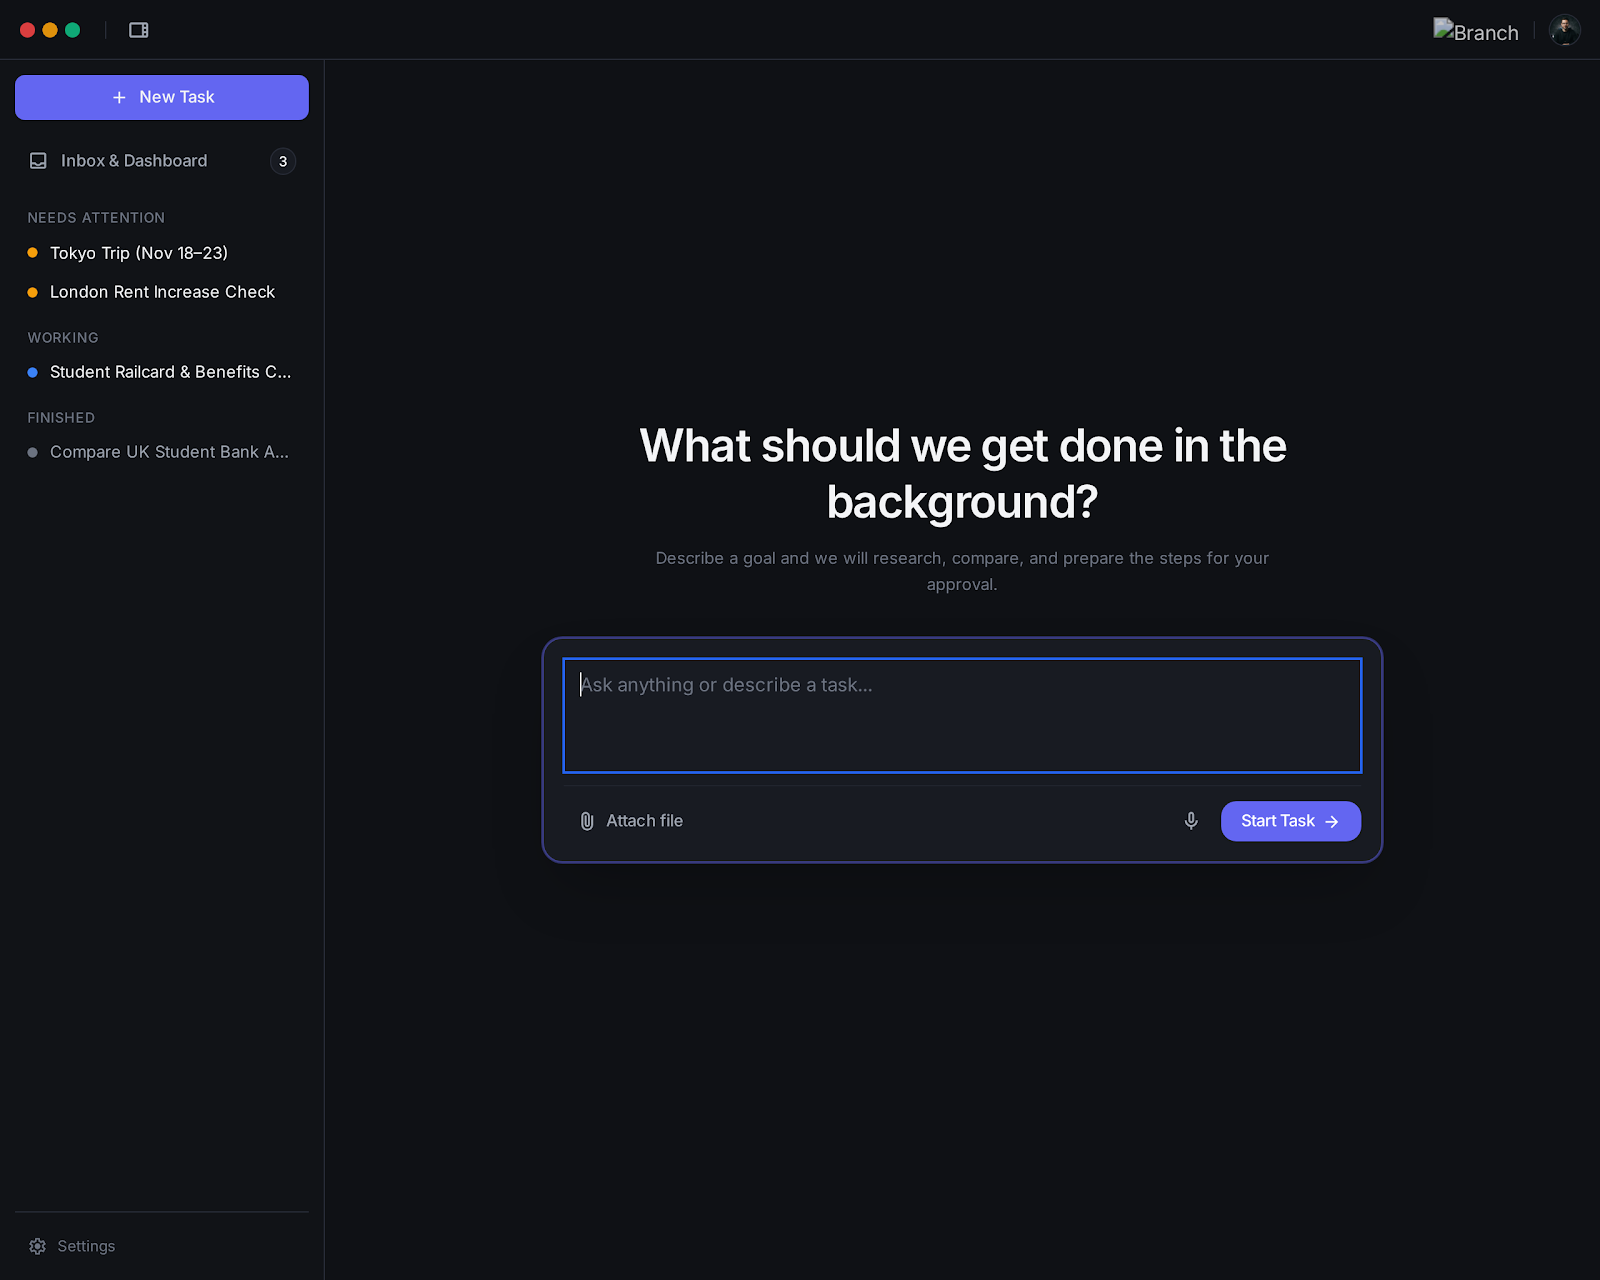 Branch
New Task
Inbox & Dashboard
3
NEEDS ATTENTION
Tokyo Trip (Nov 18–23)
London Rent Increase Check
WORKING
Student Railcard & Benefits C...
FINISHED
Compare UK Student Bank A...
Settings
What should we get done in the
background?
Describe a goal and we will research, compare, and prepare the steps for your
approval.
Ask anything or describe a task...
Attach file
Start Task